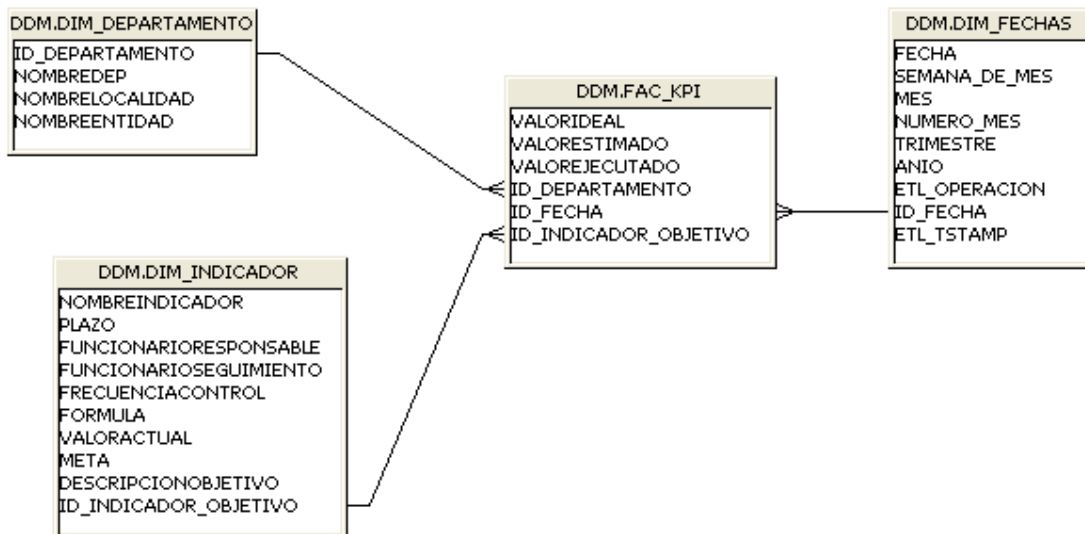 DDM.DIM_DEPARTAMENTO
ID_DEPARTAMENTO
NOMBREDEP
NOMBRELOCALIDAD
NOMBREENTIDAD
DDM.FAC_KPI
VALORIDEAL
VALORESTIMADO
VALOREJECUTADO
ID_DEPARTAMENTO
ID_FECHA
ID_INDICADOR_OBJETIVO
DDM.DIM_FECHAS
FECHA
SEMANA_DE_MES
MES
NUMERO_MES
TRIMESTRE
ANIO
ETL_OPERACION
ID_FECHA
ETL_TSTAMP
DDM.DIM_INDICADOR
NOMBREINDICADOR
PLAZO
FUNCIONARIORESPONSABLE
FUNCIONARIOSEGUIMIENTO
FRECUENCIACONTROL
FORMULA
VALORACTUAL
META
DESCRIPCIONOBJETIVO
ID_INDICADOR_OBJETIVO